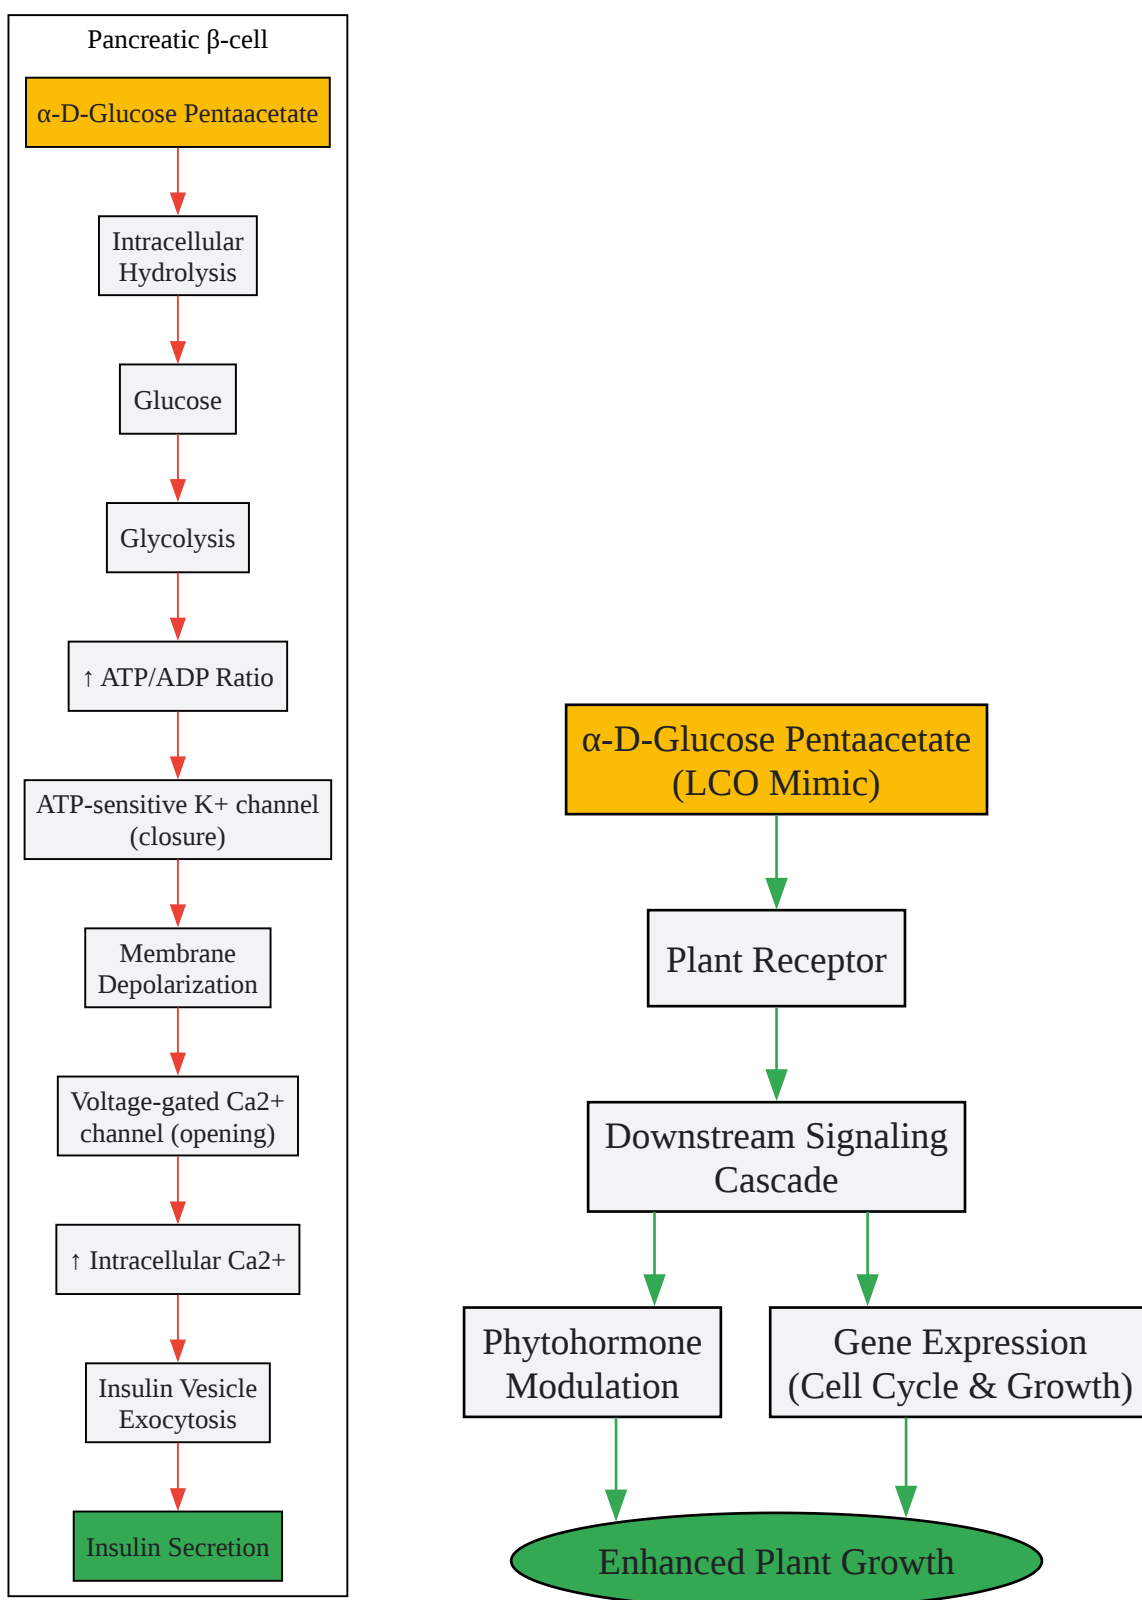 Pancreatic β-cell
α-D-Glucose Pentaacetate
Intracellular
Hydrolysis
Glucose
Glycolysis
↑ ATP/ADP Ratio
ATP-sensitive K+ channel
(closure)
Membrane
Depolarization
Voltage-gated Ca2+
channel (opening)
↑ Intracellular Ca2+
Insulin Vesicle
Exocytosis
Insulin Secretion
α-D-Glucose Pentaacetate
(LCO Mimic)
Plant Receptor
Downstream Signaling
Cascade
Phytohormone
Modulation
Gene Expression
(Cell Cycle & Growth)
Enhanced Plant Growth